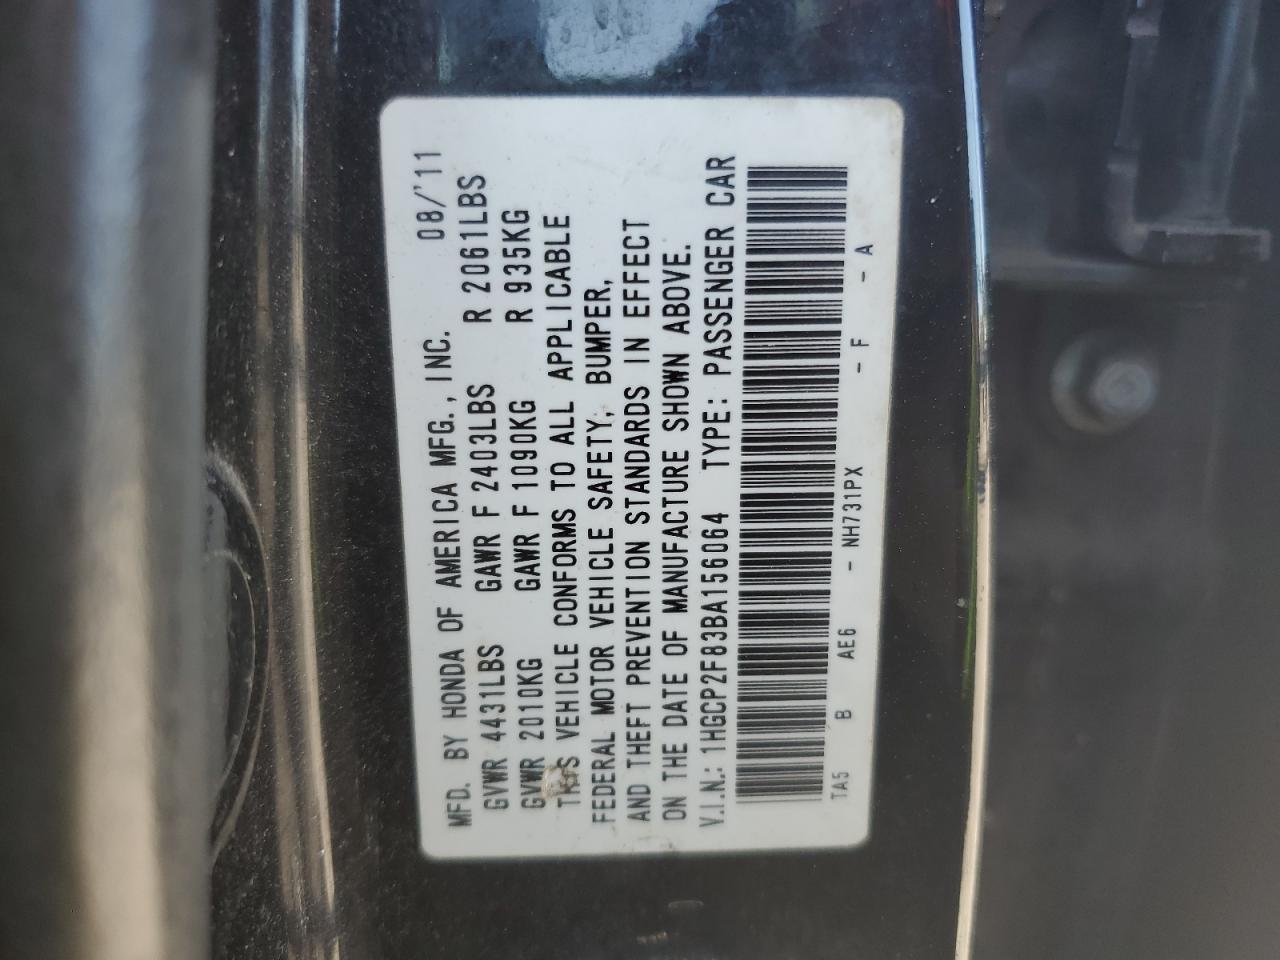 MFD. BY HONDA OF AMERICA MFG., INC. 08/'11
GVWR 4431LBS GAWR F 2403LBS R 2061LBS
GVWR 2010KG GAWR F 1090KG R 935KG
THIS VEHICLE CONFORMS TO ALL APPLICABLE
FEDERAL MOTOR VEHICLE SAFETY, BUMPER,
AND THEFT PREVENTION STANDARDS IN EFFECT
ON THE DATE OF MANUFACTURE SHOWN ABOVE.
V.I.N.: 1HGCP2F83BA156064 TYPE: PASSENGER CAR
TA5 B AE6 - NH731PX - F - A